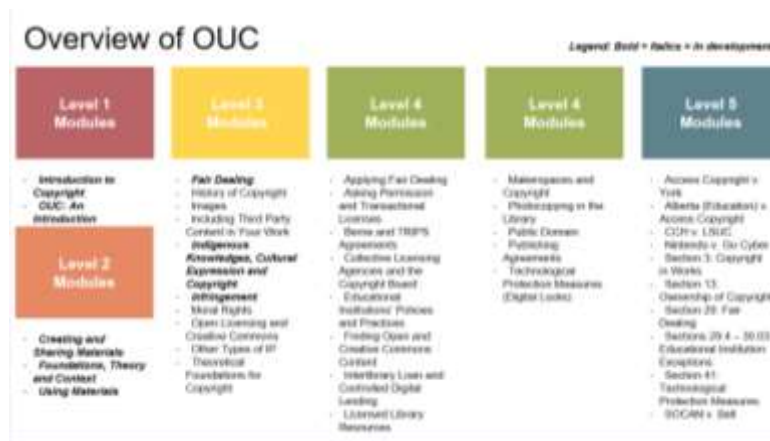 Overview of OUC
Legend: Bold + Italics = in development
Level 1
Modules
- Introduction to
Copyright
- OUC: An
Introduction
Level 2
Modules
- Creating and
Sharing Materials
- Foundations, Theory
and Context
- Using Materials
Level 3
Modules
- Fair Dealing
- History of Copyright
- Images
- Including Third Party
Content in Your Work
- Indigenous
Knowledges, Cultural
Expression and
Copyright
- Infringement
- Moral Rights
- Open Licensing and
Creative Commons
- Other Types of IP
- Theoretical
Foundations for
Copyright
Level 4
Modules
- Applying Fair Dealing
- Asking Permission
and Transactional
Licenses
- Berne and TRIPS
Agreements
- Collective Licensing
Agencies and the
Copyright Board
- Educational
Institutions' Policies
and Practices
- Finding Open and
Creative Commons
Content
- Interlibrary Loan and
Controlled Digital
Lending
- Licensed Library
Resources
Level 4
Modules
- Makerspaces and
Copyright
- Photocopying in the
Library
- Public Domain
- Publishing
Agreements
- Technological
Protection Measures
(Digital Locks)
Level 5
Modules
- Access Copyright v.
York
- Alberta (Education) v.
Access Copyright
- CCH v. LSUC
- Nintendo v. Go Cyber
- Section 3: Copyright
in Works
- Section 13:
Ownership of Copyright
- Section 29: Fair
Dealing
- Sections 29.4 – 30.03:
Educational Institution
Exceptions
- Section 41:
Technological
Protection Measures
- SOCAN v. Bell